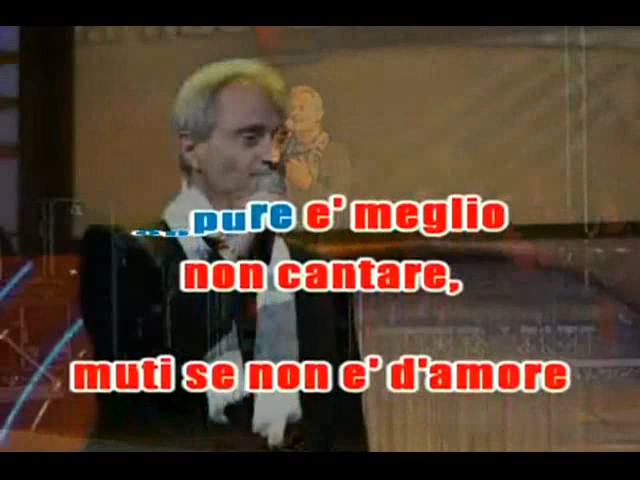 ...pure e' meglio
non cantare,
muti se non e' d'amore